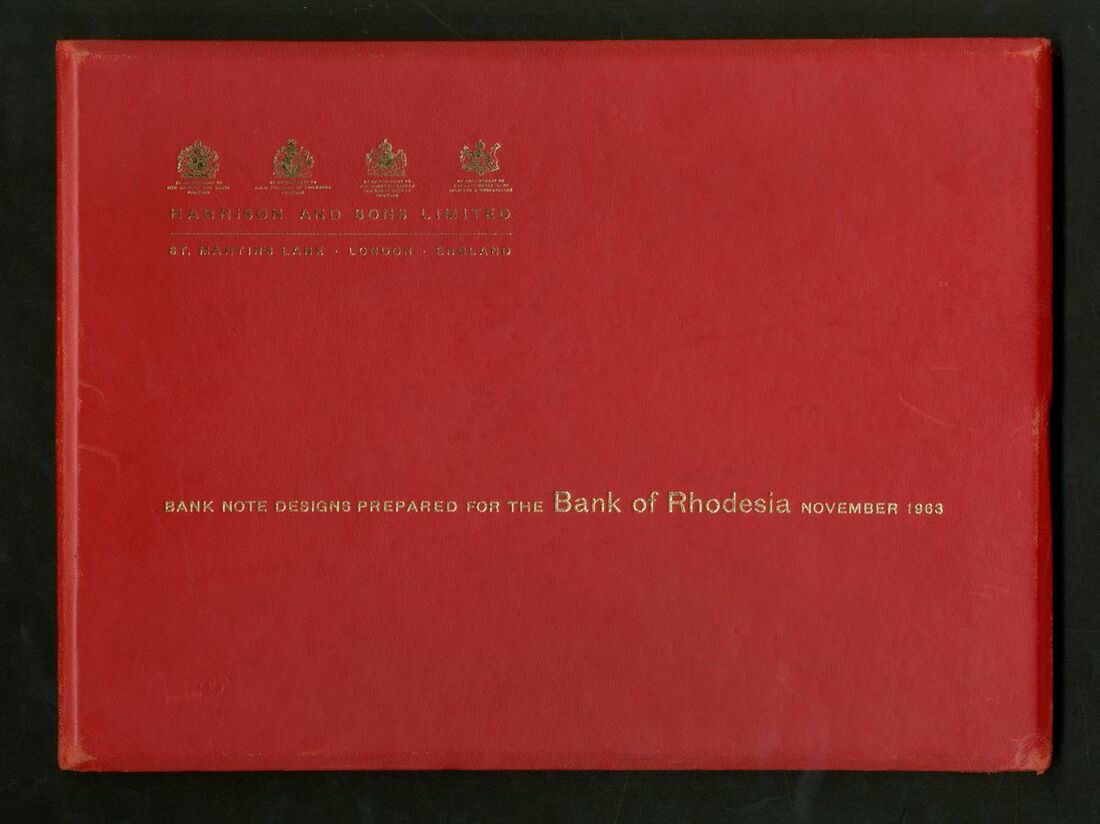 HARRISON AND SONS LIMITED
ST. MARTIN'S LANE · LONDON · ENGLAND
BANK NOTE DESIGNS PREPARED FOR THE Bank of Rhodesia NOVEMBER 1963